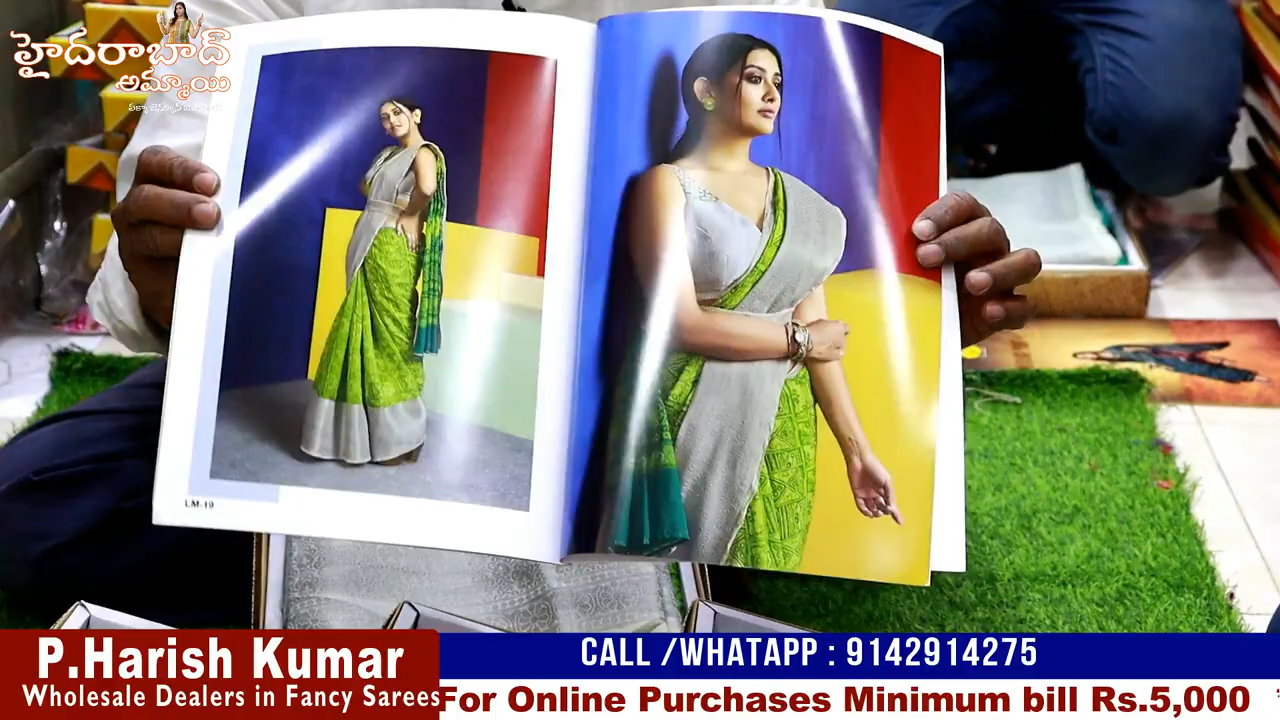 హైదరాబాద్
అమ్మాయి
LM-19
P.Harish Kumar
Wholesale Dealers in Fancy Sarees
CALL /WHATAPP : 9142914275
For Online Purchases Minimum bill Rs.5,000